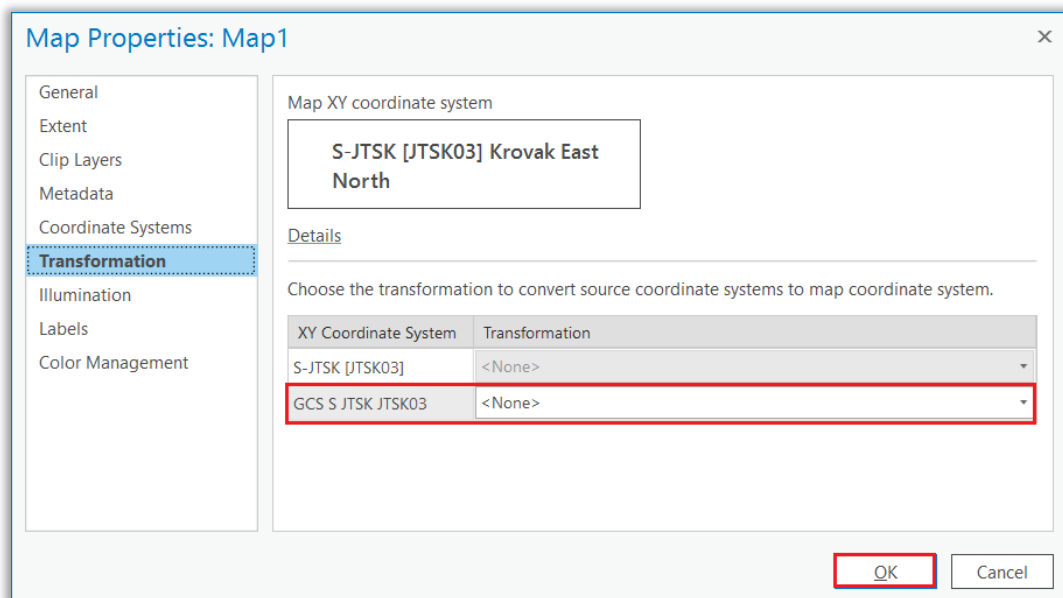 Map Properties: Map1
General
Extent
Clip Layers
Metadata
Coordinate Systems
Transformation
Illumination
Labels
Color Management
Map XY coordinate system
S-JTSK [JTSK03] Krovak East
North
Details
Choose the transformation to convert source coordinate systems to map coordinate system.
XY Coordinate System Transformation
S-JTSK [JTSK03] <None>
GCS S JTSK JTSK03 <None>
OK Cancel